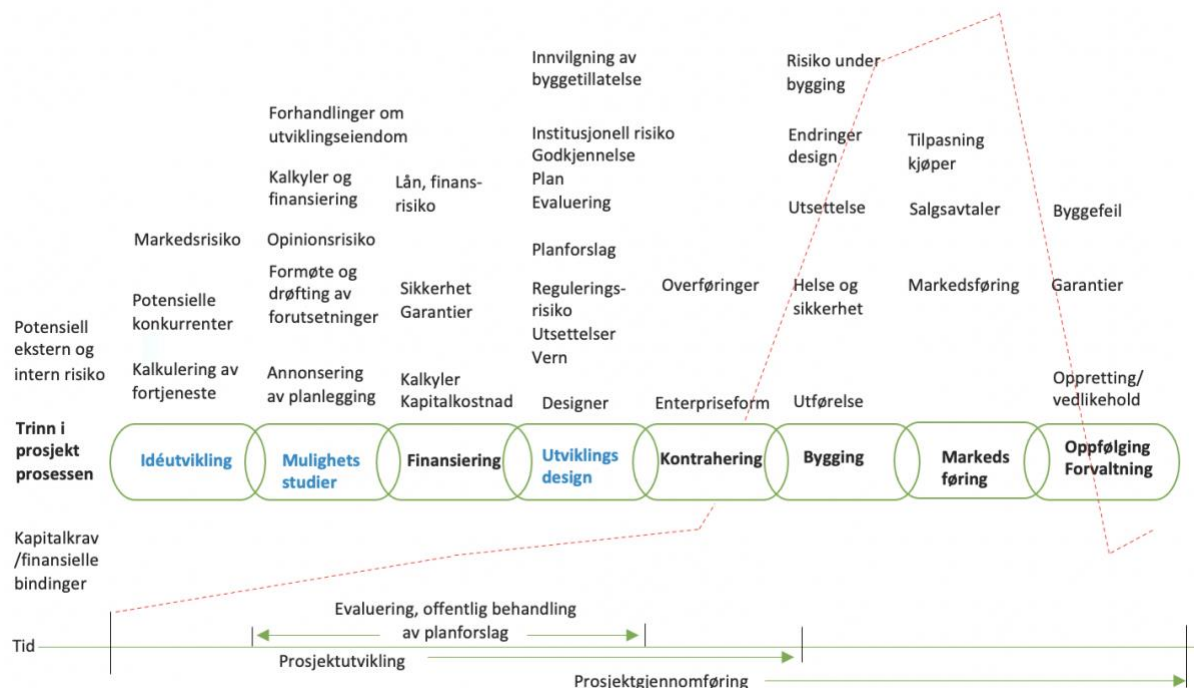 Innvilgning av
byggetillatelse
Risiko under
bygging
Forhandlinger om
utviklingseiendom
Institusjonell risiko
Godkjennelse
Plan
Evaluering
Endringer
design
Tilpasning
kjøper
Kalkyler og
finansiering
Lån, finans-
risiko
Utsettelse
Salgsavtaler
Byggefeil
Markedsrisiko
Opinionsrisiko
Planforslag
Potensielle
konkurrenter
Formøte og
drøfting av
forutsetninger
Sikkerhet
Garantier
Regulerings-
risiko
Utsettelser
Vern
Overføringer
Helse og
sikkerhet
Markedsføring
Garantier
Potensiell
ekstern og
intern risiko
Kalkulering av
fortjeneste
Annonsering
av planlegging
Kalkyler
Kapitalkostnad
Designer
Enterpriseform
Utførelse
Oppretting/
vedlikehold
Trinn i
prosjekt
prosessen
Idéutvikling
Mulighets
studier
Finansiering
Utviklings
design
Kontrahering
Bygging
Markeds
føring
Oppfølging
Forvaltning
Kapitalkrav
/finansielle
bindinger
Evaluering, offentlig behandling
av planforslag
Tid
Prosjektutvikling
Prosjektgjennomføring